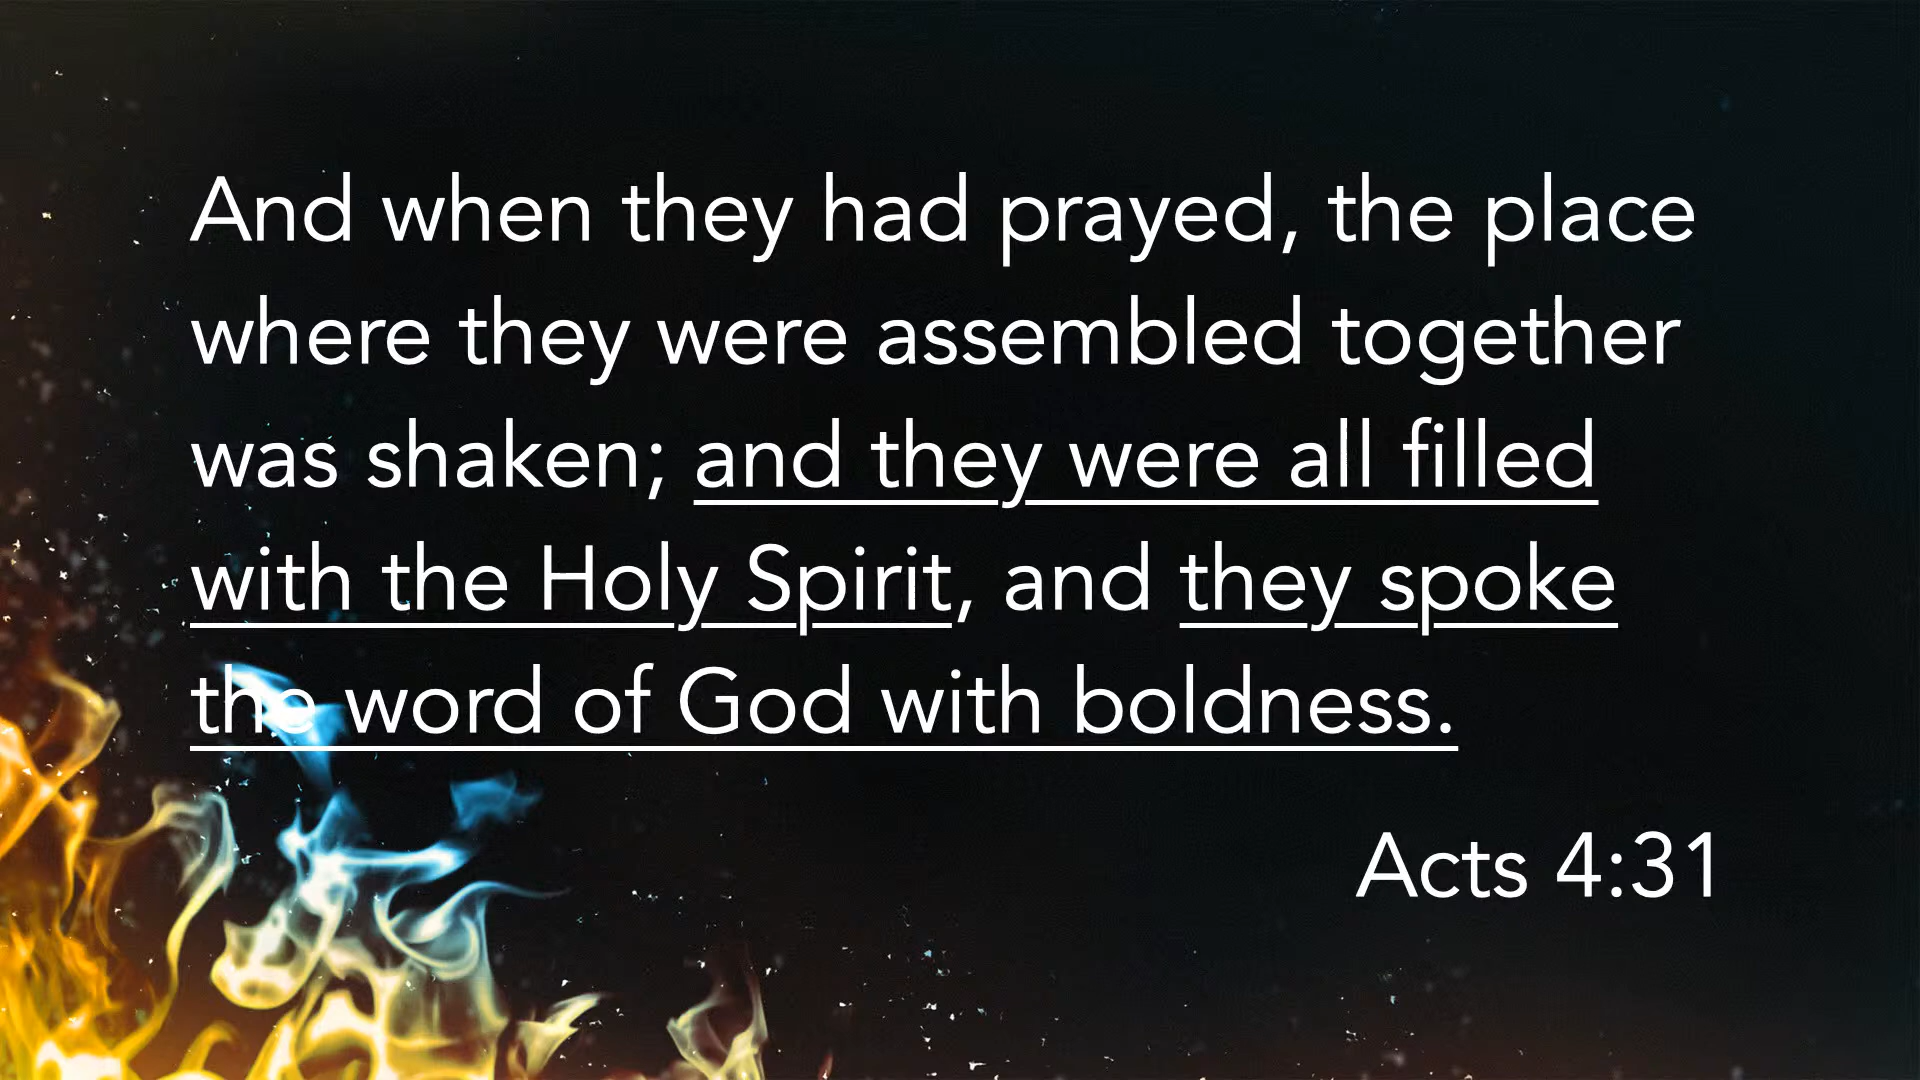 And when they had prayed, the place
where they were assembled together
was shaken; and they were all filled
with the Holy Spirit, and they spoke
the word of God with boldness.
Acts 4:31